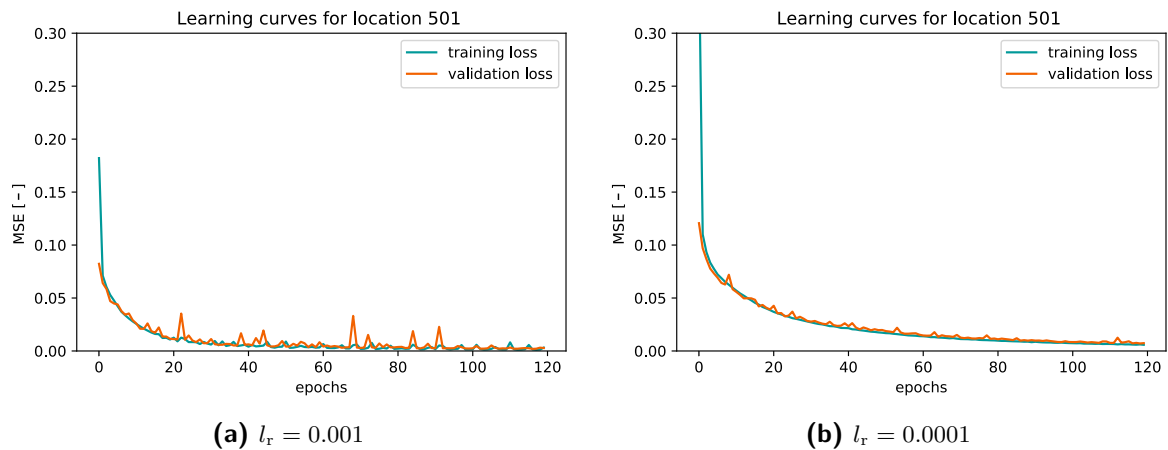 Learning curves for location 501
0.30
0.25
0.20
0.15
0.10
0.05
0.00
MSE [-]
training loss
validation loss
0 20 40 60 80 100 120
epochs
(a) lr = 0.001
Learning curves for location 501
0.30
0.25
0.20
0.15
0.10
0.05
0.00
MSE [-]
training loss
validation loss
0 20 40 60 80 100 120
epochs
(b) lr = 0.0001